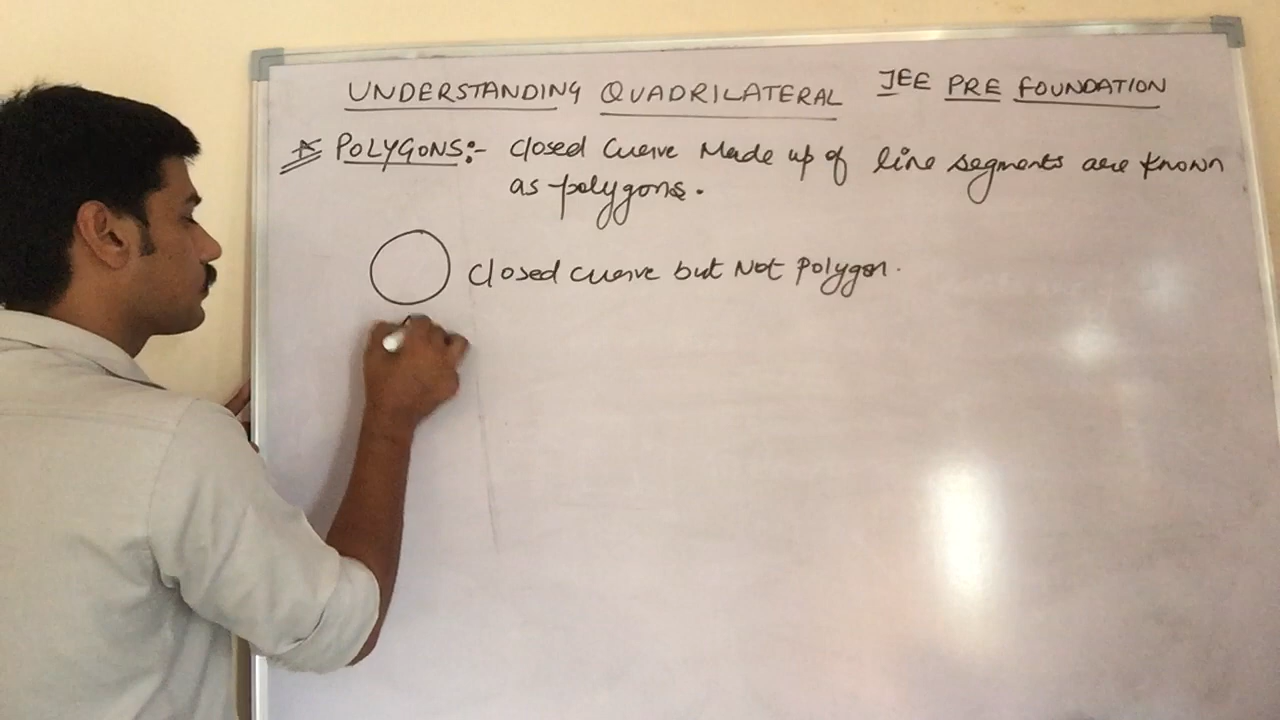 UNDERSTANDING QUADRILATERAL JEE PRE FOUNDATION
POLYGONS:- closed curve Made up of line segments are known
as polygons.
closed curve but Not Polygon.